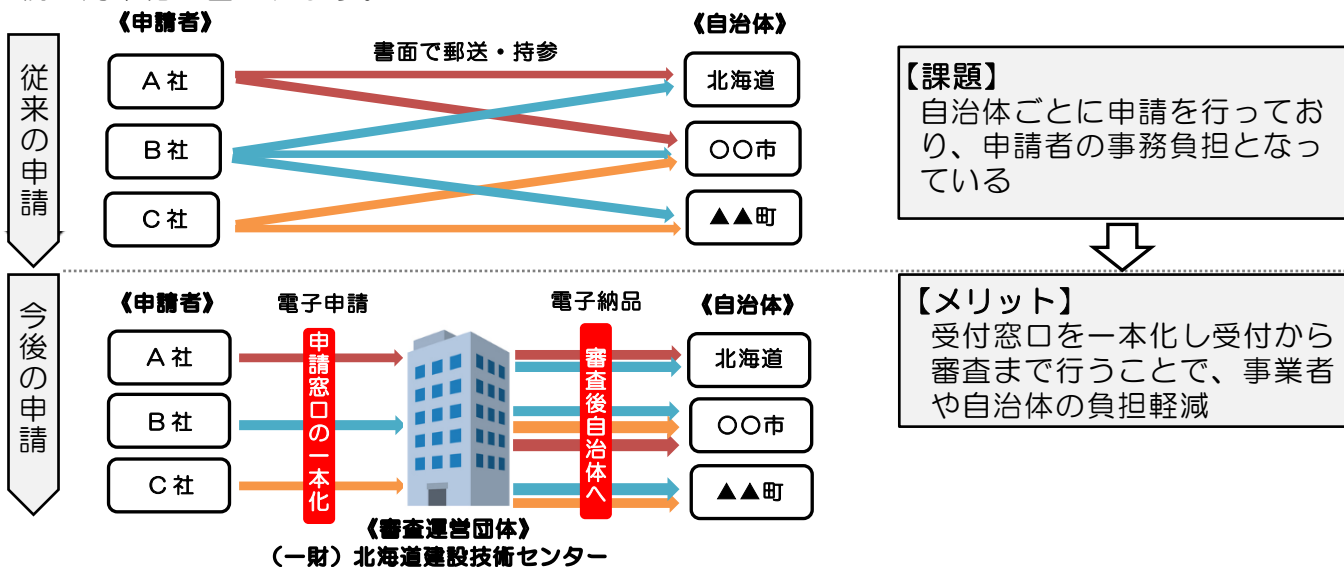 《申請者》
《自治体》
従来の申請
書面で郵送・持参
A社
B社
C社
北海道
○○市
▲▲町
【課題】
自治体ごとに申請を行ってお
り、申請者の事務負担となっ
ている
今後の申請
《申請者》
電子申請
電子納品
《自治体》
A社
B社
C社
申請窓口の一本化
審査後自治体へ
北海道
○○市
▲▲町
《審査運営団体》
（一財）北海道建設技術センター
【メリット】
受付窓口を一本化し受付から
審査まで行うことで、事業者
や自治体の負担軽減